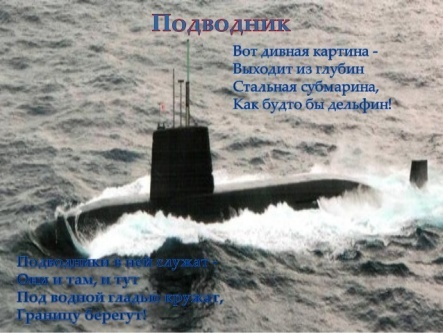 Подводник
Вот дивная картина -
Выходит из глубин
Стальная субмарина,
Как будто бы дельфин!
Подводники в ней служат -
Они и там, и тут
Под водной гладью кружат,
Границу берегут!